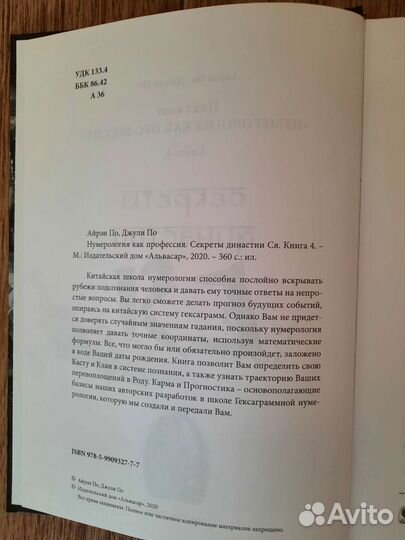 УДК 133.4
ББК 86.42
А 36
Айрэн По, Джули По
Нумерология как профессия. Секреты династии Ся. Книга 4. –
М.: Издательский дом «Альвасар», 2020. – 360 с.: ил.
Китайская школа нумерологии способна послойно вскрывать
рубежи подсознания человека и давать ему точные ответы на непро-
стые вопросы. Вы легко сможете делать прогноз будущих событий,
опираясь на китайскую систему гексаграмм. Однако Вам не придет-
ся доверять случайным значениям гадания, поскольку нумерология
позволяет давать точные координаты, используя математические
формулы. Все, что могло бы или обязательно произойдет, заложено
в коде Вашей даты рождения. Книга позволит Вам определить свою
Касту и Клан в системе познания, а также узнать траекторию Ваших
перевоплощений в Роду. Карма и Прогностика – основополагающие
базисы наших авторских разработок в школе Гексаграммной нуме-
рологии, которую мы создали и передали Вам.
ISBN 978-5-9909327-7-7
© Айрэн По, Джули По
© Издательский дом «Альвасар», 2020
Все права защищены. Полное или частичное копирование материалов запрещено.
Avito